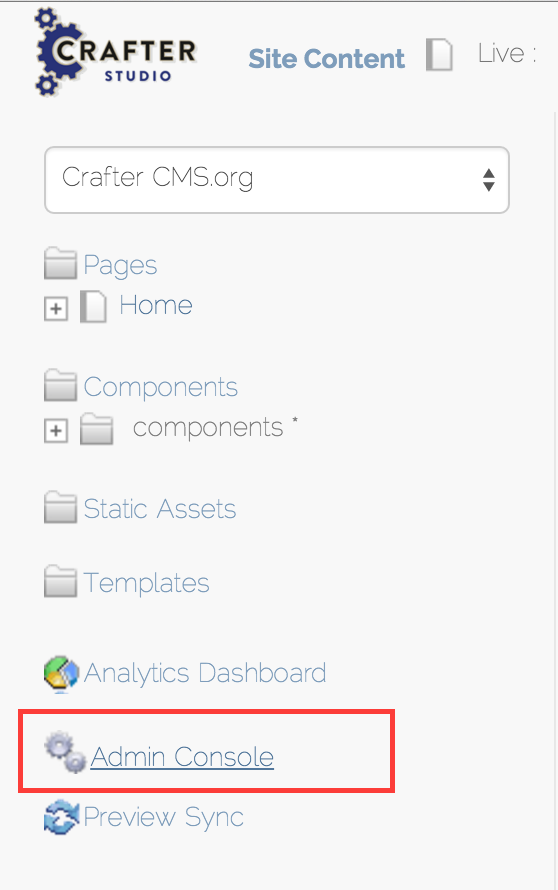 CRAFTER
STUDIO
Site Content
Live :
Crafter CMS.org
Pages
Home
Components
components *
Static Assets
Templates
Analytics Dashboard
Admin Console
Preview Sync